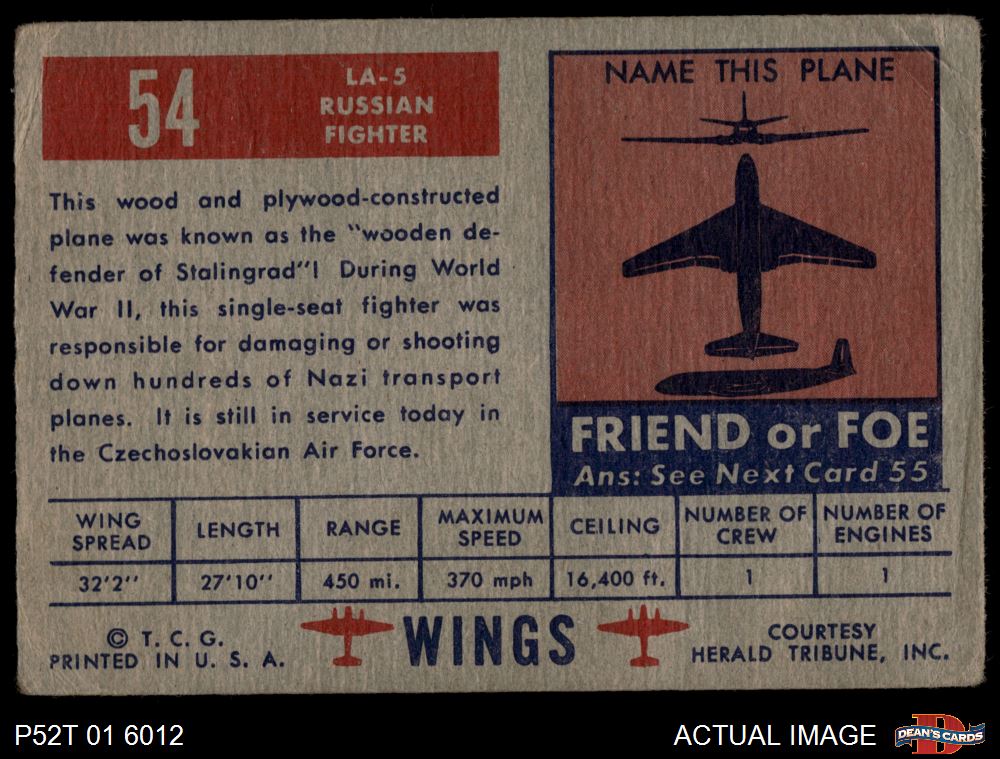 54
LA-5
RUSSIAN
FIGHTER
This wood and plywood-constructed
plane was known as the "wooden de-
fender of Stalingrad"! During World
War II, this single-seat fighter was
responsible for damaging or shooting
down hundreds of Nazi transport
planes. It is still in service today in
the Czechoslovakian Air Force.
NAME THIS PLANE
FRIEND or FOE
Ans: See Next Card 55
WING SPREAD LENGTH RANGE MAXIMUM SPEED CEILING NUMBER OF CREW NUMBER OF ENGINES
32'2'' 27'10'' 450 mi. 370 mph 16,400 ft. 1 1
© T. C. G.
PRINTED IN U. S. A.
WINGS
COURTESY
HERALD TRIBUNE, INC.
P52T 01 6012
ACTUAL IMAGE
DEAN'S CARDS